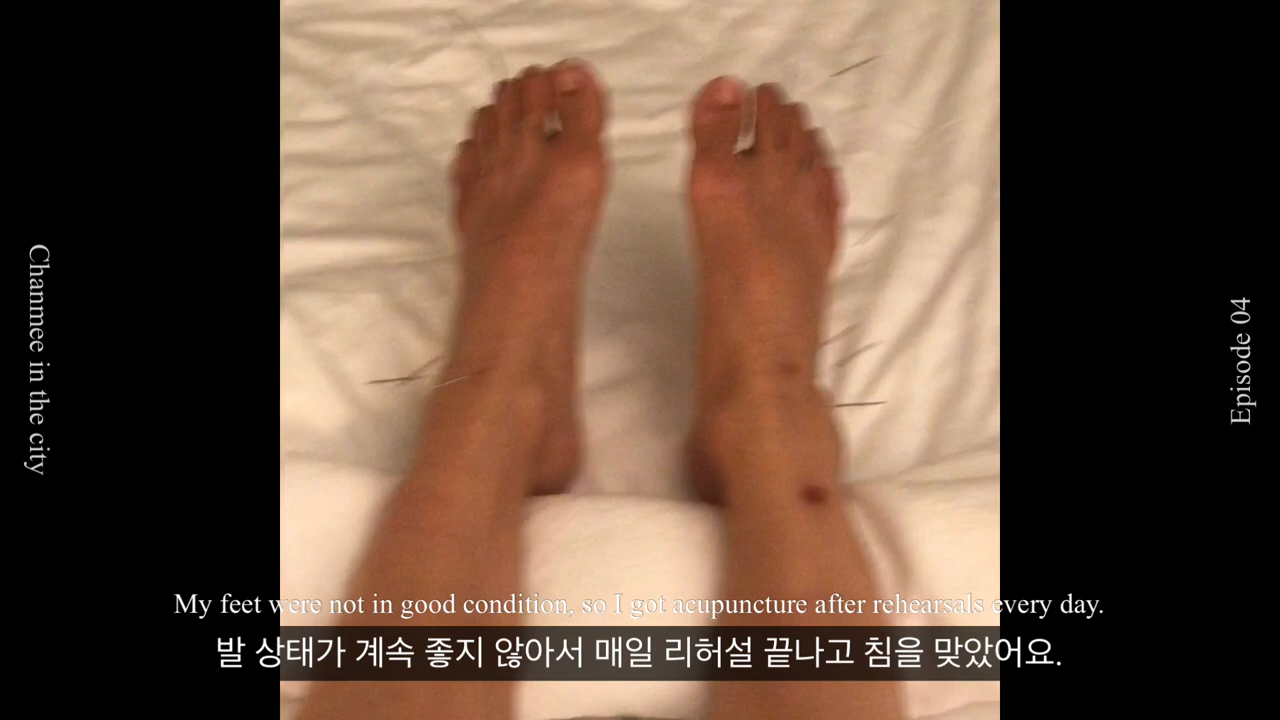 Chanmee in the city
Episode 04
My feet were not in good condition, so I got acupuncture after rehearsals every day.
발 상태가 계속 좋지 않아서 매일 리허설 끝나고 침을 맞았어요.